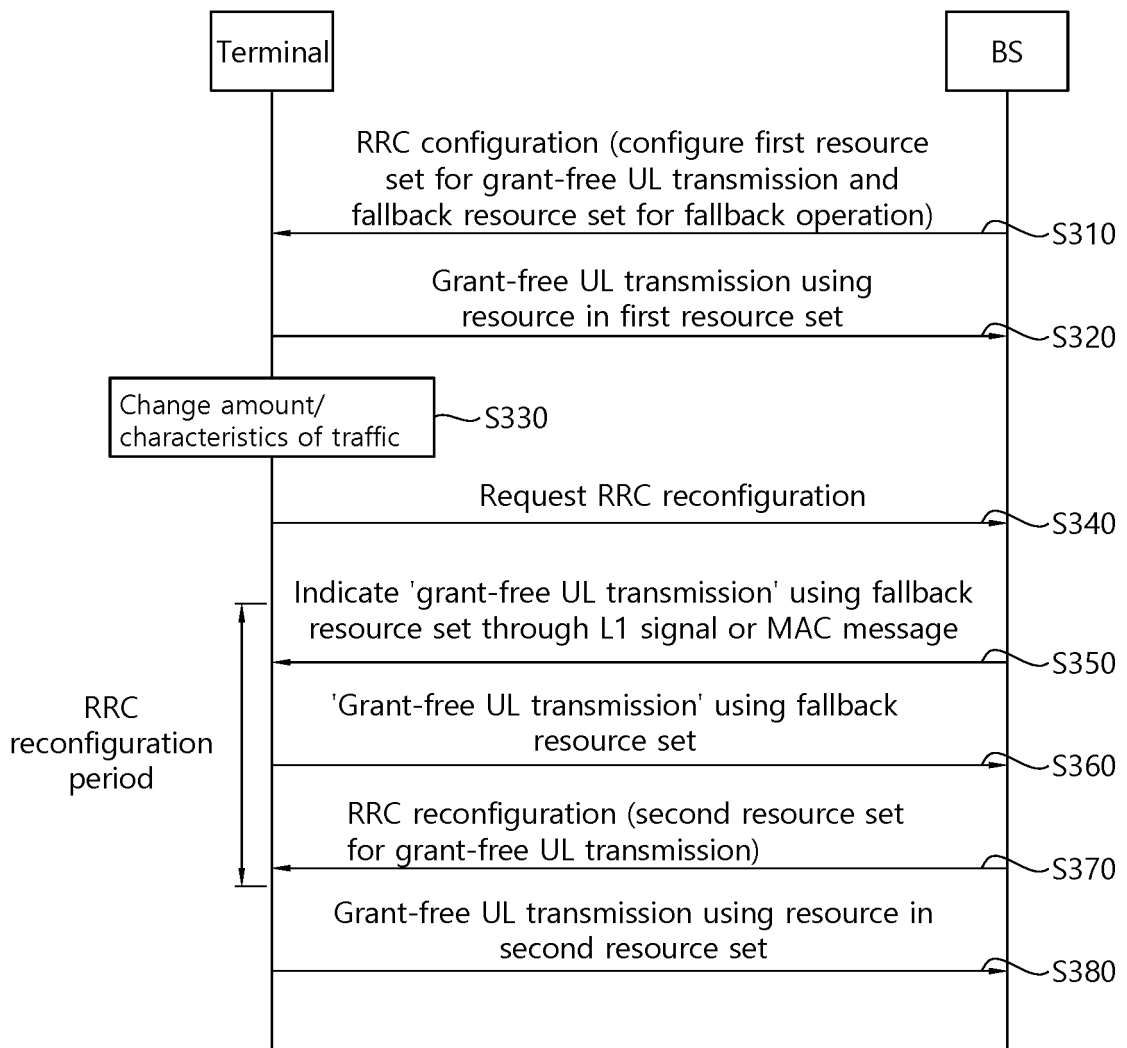 Terminal
BS
RRC configuration (configure first resource
set for grant-free UL transmission and
fallback resource set for fallback operation)
S310
Grant-free UL transmission using
resource in first resource set
S320
Change amount/
characteristics of traffic
S330
Request RRC reconfiguration
S340
Indicate 'grant-free UL transmission' using fallback
resource set through L1 signal or MAC message
S350
RRC
reconfiguration
period
'Grant-free UL transmission' using fallback
resource set
S360
RRC reconfiguration (second resource set
for grant-free UL transmission)
S370
Grant-free UL transmission using resource in
second resource set
S380